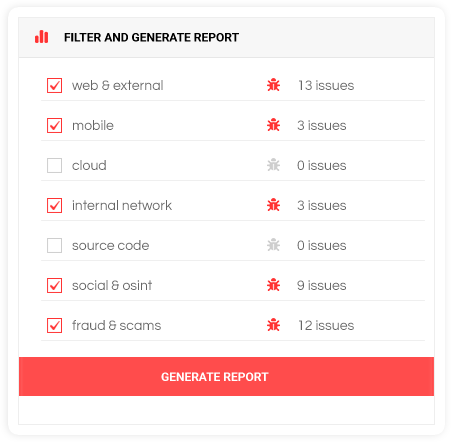 FILTER AND GENERATE REPORT
web & external 13 issues
mobile 3 issues
cloud 0 issues
internal network 3 issues
source code 0 issues
social & osint 9 issues
fraud & scams 12 issues
GENERATE REPORT